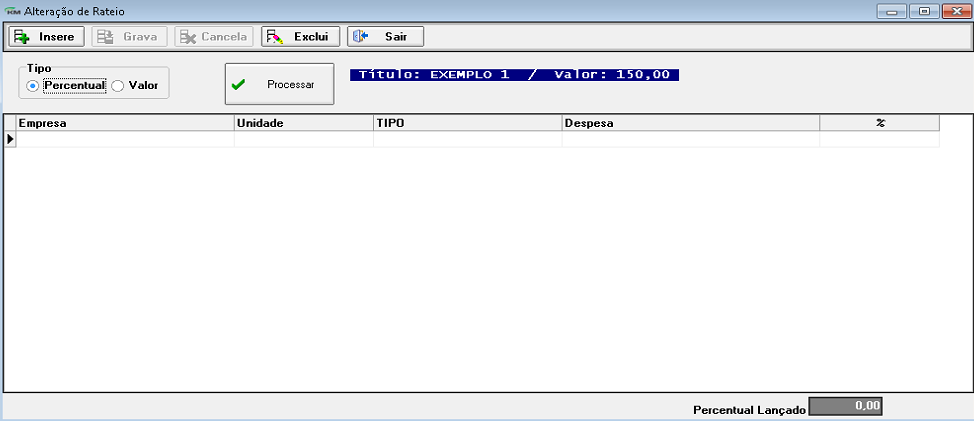 KM Alteração de Rateio
Insere Grava Cancela Exclui Sair
Tipo
Percentual Valor
Processar
Título: EXEMPLO 1 / Valor: 150,00
Empresa Unidade TIPO Despesa %
Percentual Lançado 0,00